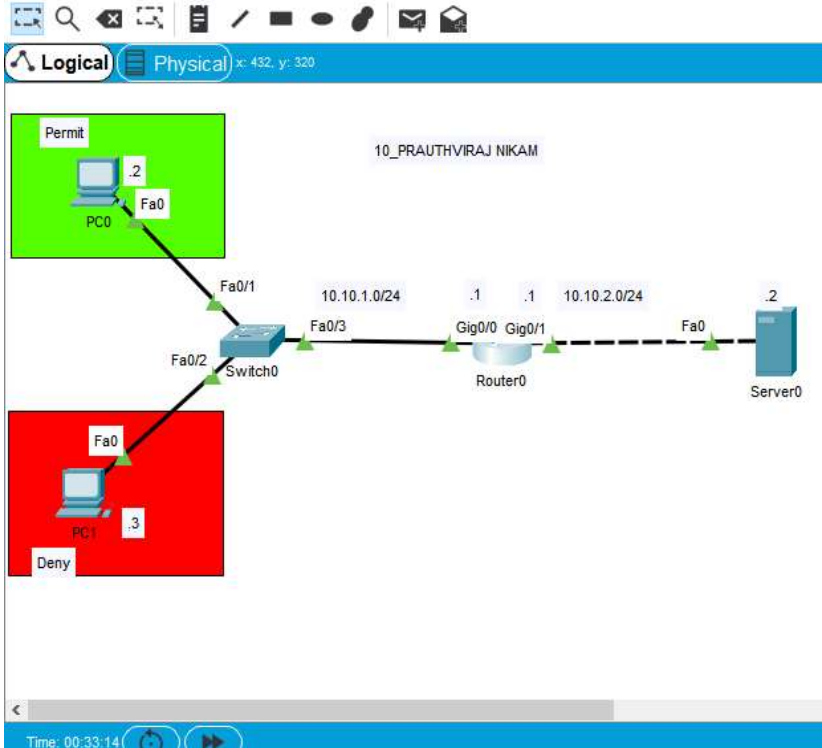 Logical
Physical
x: 432, y: 320
Permit
10_PRAUTHVIRAJ NIKAM
.2
Fa0
PC0
Fa0/1
10.10.1.0/24
.1
.1
10.10.2.0/24
.2
Fa0/3
Gig0/0
Gig0/1
Fa0
Fa0/2
Switch0
Router0
Server0
Fa0
PC1
.3
Deny
Time: 00:33:14